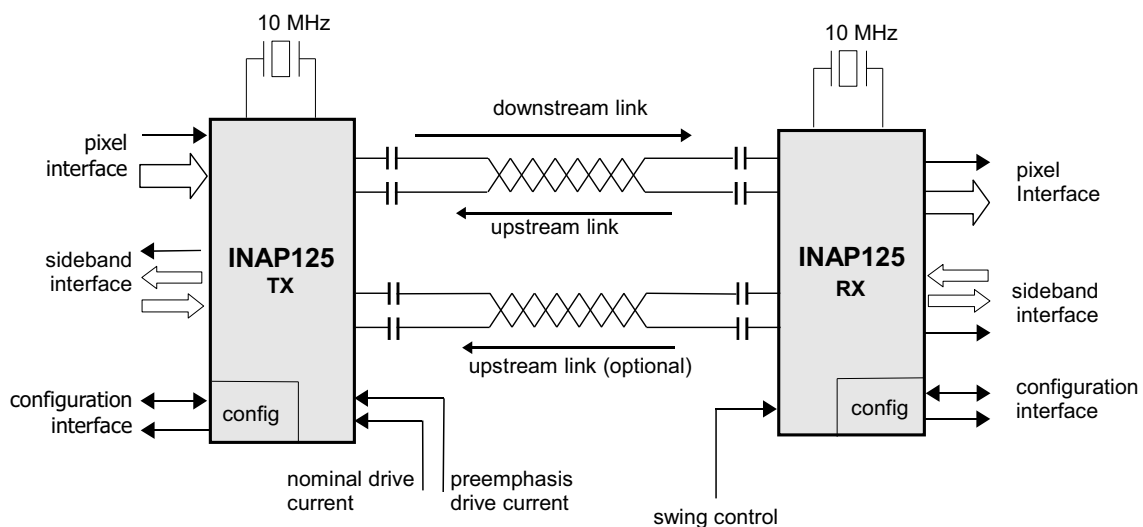 10 MHz
10 MHz
downstream link
pixel
interface
pixel
Interface
upstream link
INAP125
TX
INAP125
RX
sideband
interface
sideband
interface
upstream link (optional)
configuration
interface
config
config
configuration
interface
nominal drive
current
preemphasis
drive current
swing control